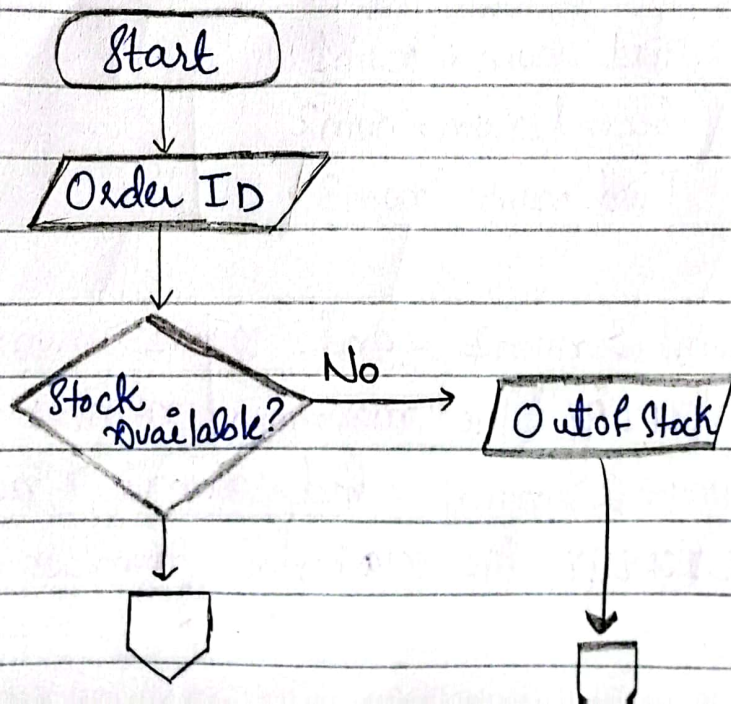 Start
Order ID
Stock
Available?
No
Out of Stock